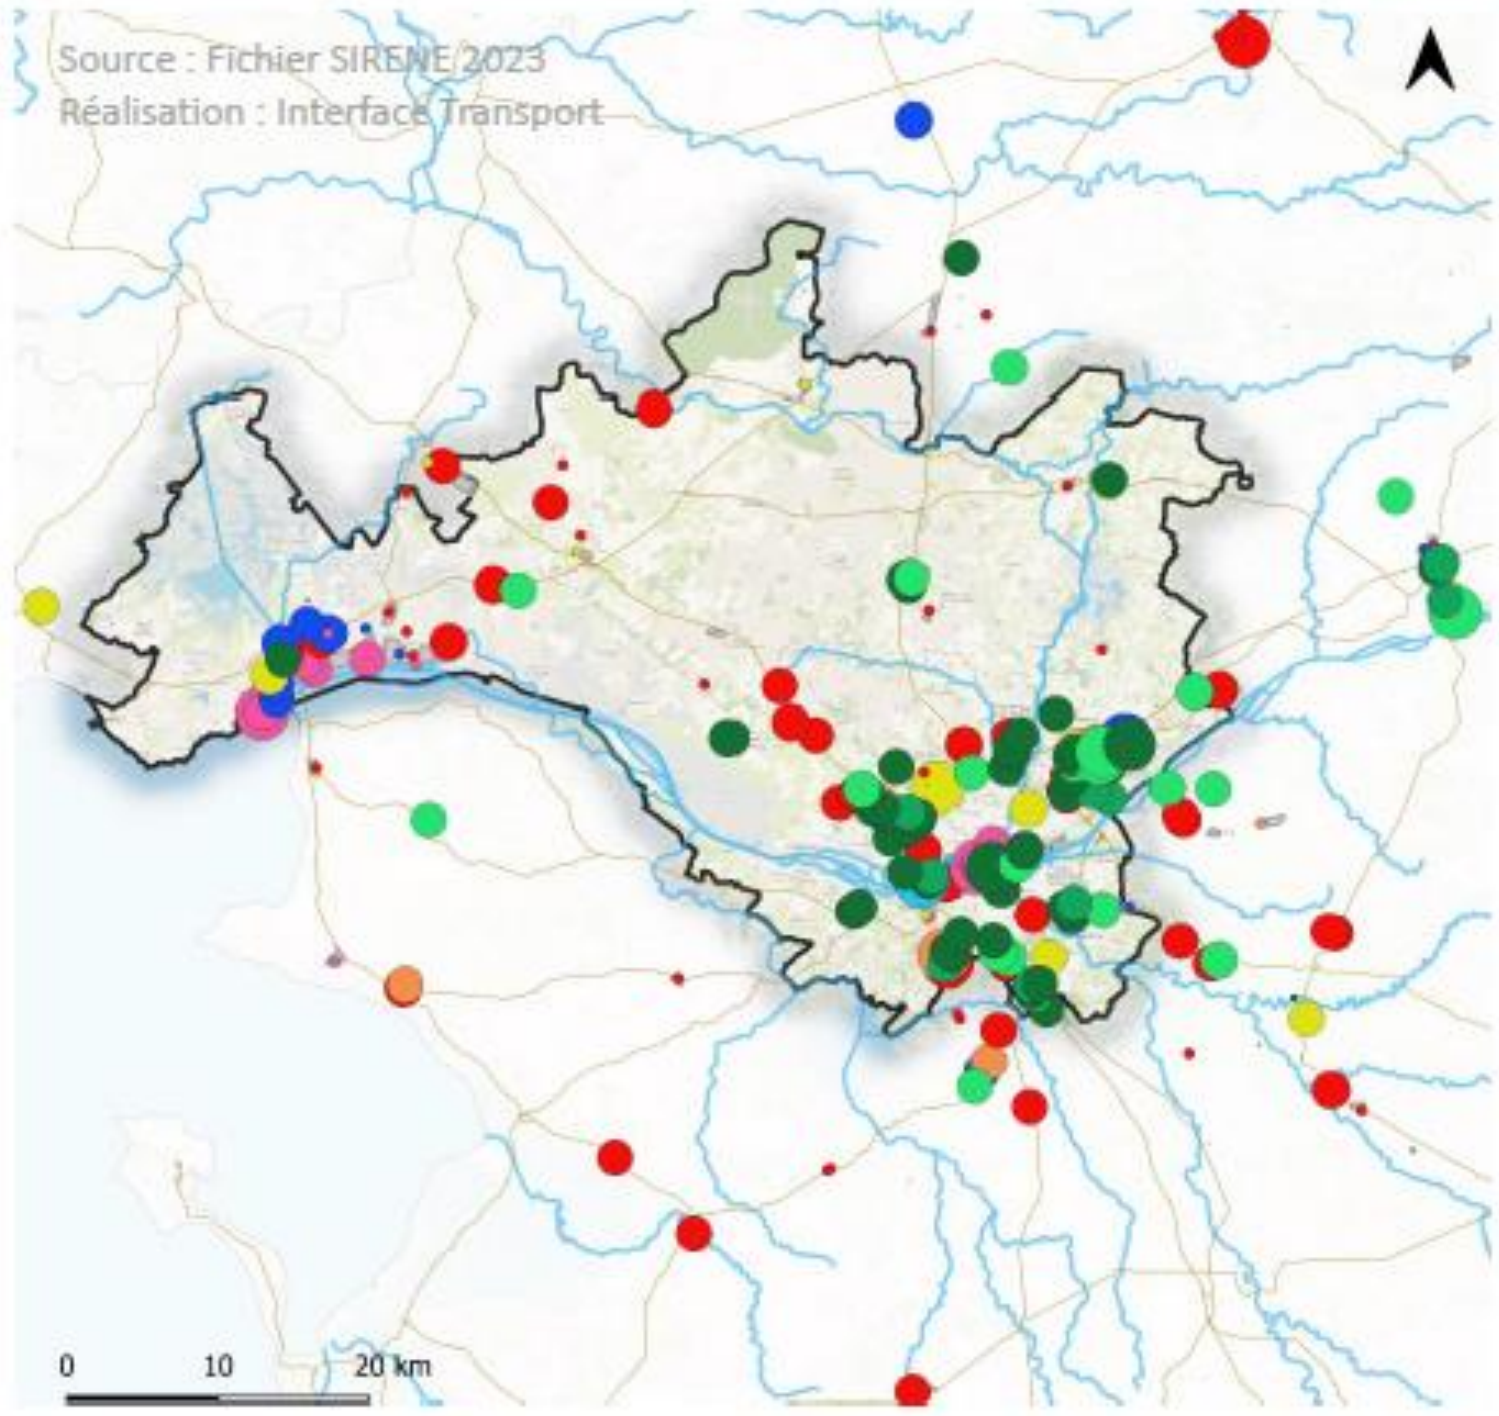 Source : Fichier SIRENE 2023
Réalisation : Interface Transport
0 10 20 km